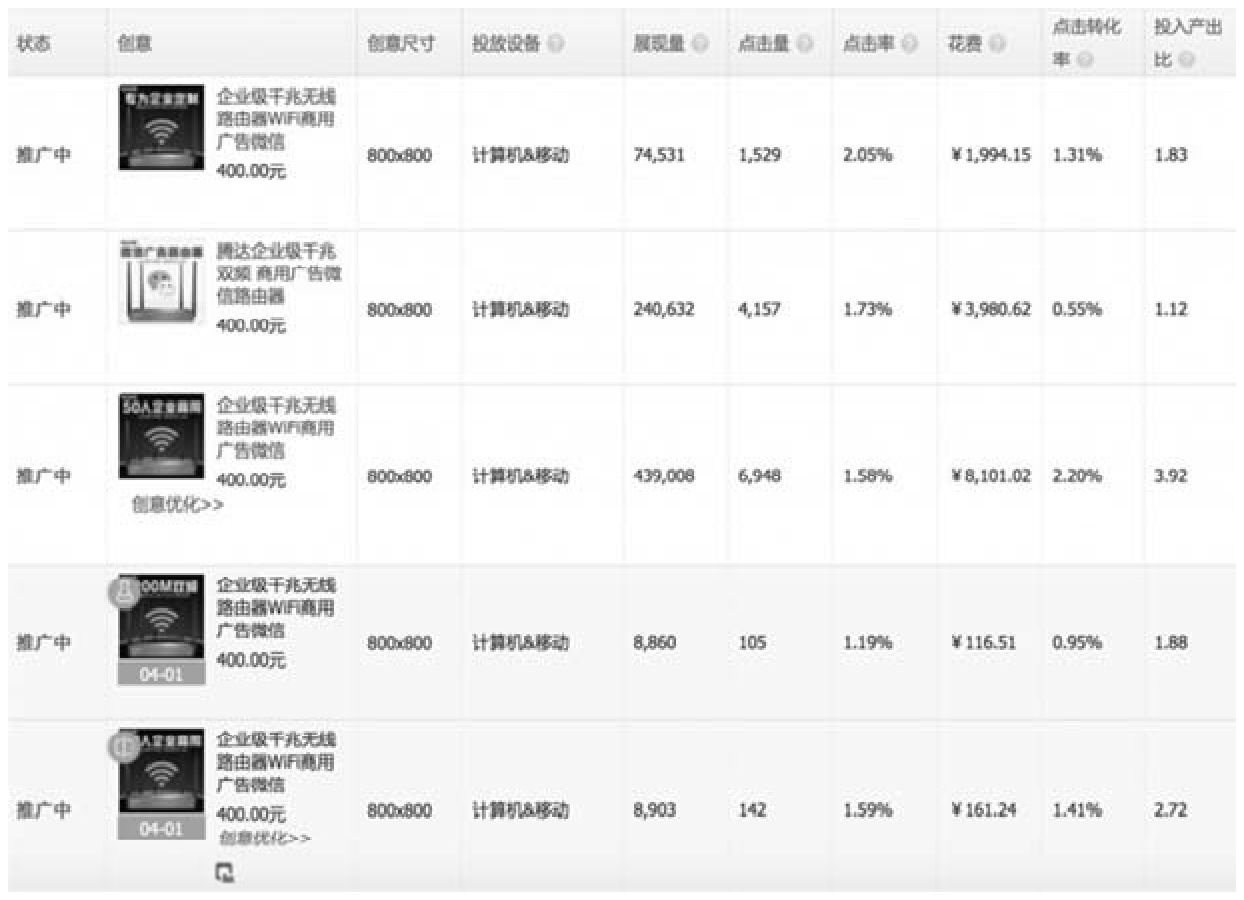 状态 创意 创意尺寸 投放设备 展现量 点击量 点击率 花费 点击转化率 投入产出比
企业级千兆无线
路由器WiFi商用
广告微信
400.00元
推广中 800x800 计算机&移动 74,531 1,529 2.05% ￥1,994.15 1.31% 1.83
腾达企业级千兆
双频 商用广告微
信路由器
400.00元
推广中 800x800 计算机&移动 240,632 4,157 1.73% ￥3,980.62 0.55% 1.12
50人企业商用
企业级千兆无线
路由器WiFi商用
广告微信
400.00元
推广中 800x800 计算机&移动 439,008 6,948 1.58% ￥8,101.02 2.20% 3.92
创意优化>>
企业级千兆无线
路由器WiFi商用
广告微信
400.00元
推广中 800x800 计算机&移动 8,860 105 1.19% ￥116.51 0.95% 1.88
04-01
企业级千兆无线
路由器WiFi商用
广告微信
400.00元
推广中 800x800 计算机&移动 8,903 142 1.59% ￥161.24 1.41% 2.72
04-01
创意优化>>